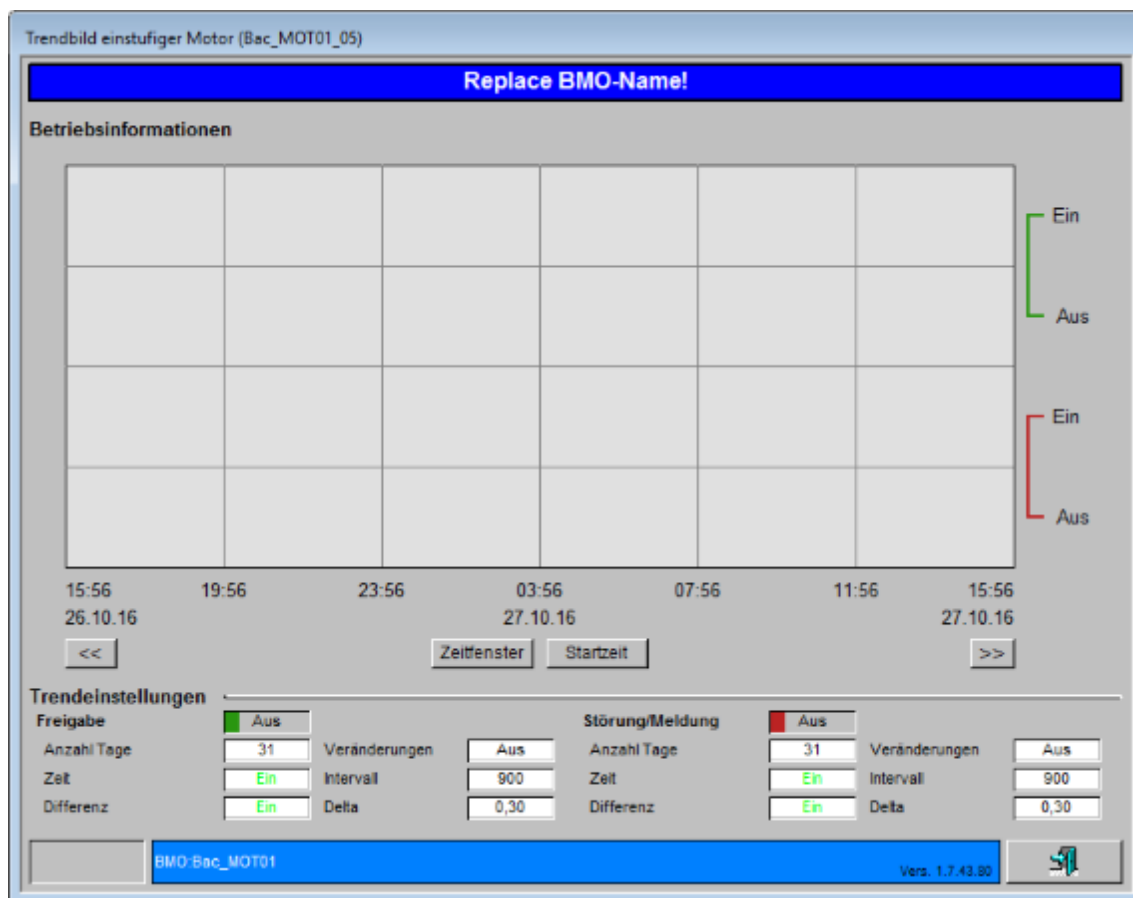 Trendbild einstufiger Motor (Bac_MOT01_05)
Replace BMO-Name!
Betriebsinformationen
Ein
Aus
Ein
Aus
15:56 19:56 23:56 03:56 07:56 11:56 15:56
26.10.16 27.10.16 27.10.16
<< Zeitfenster Startzeit >>
Trendeinstellungen
Freigabe Aus Störung/Meldung Aus
Anzahl Tage 31 Veränderungen Aus Anzahl Tage 31 Veränderungen Aus
Zeit Ein Intervall 900 Zeit Ein Intervall 900
Differenz Ein Delta 0,30 Differenz Ein Delta 0,30
BMO:Bac_MOT01 Vers. 1.7.43.80